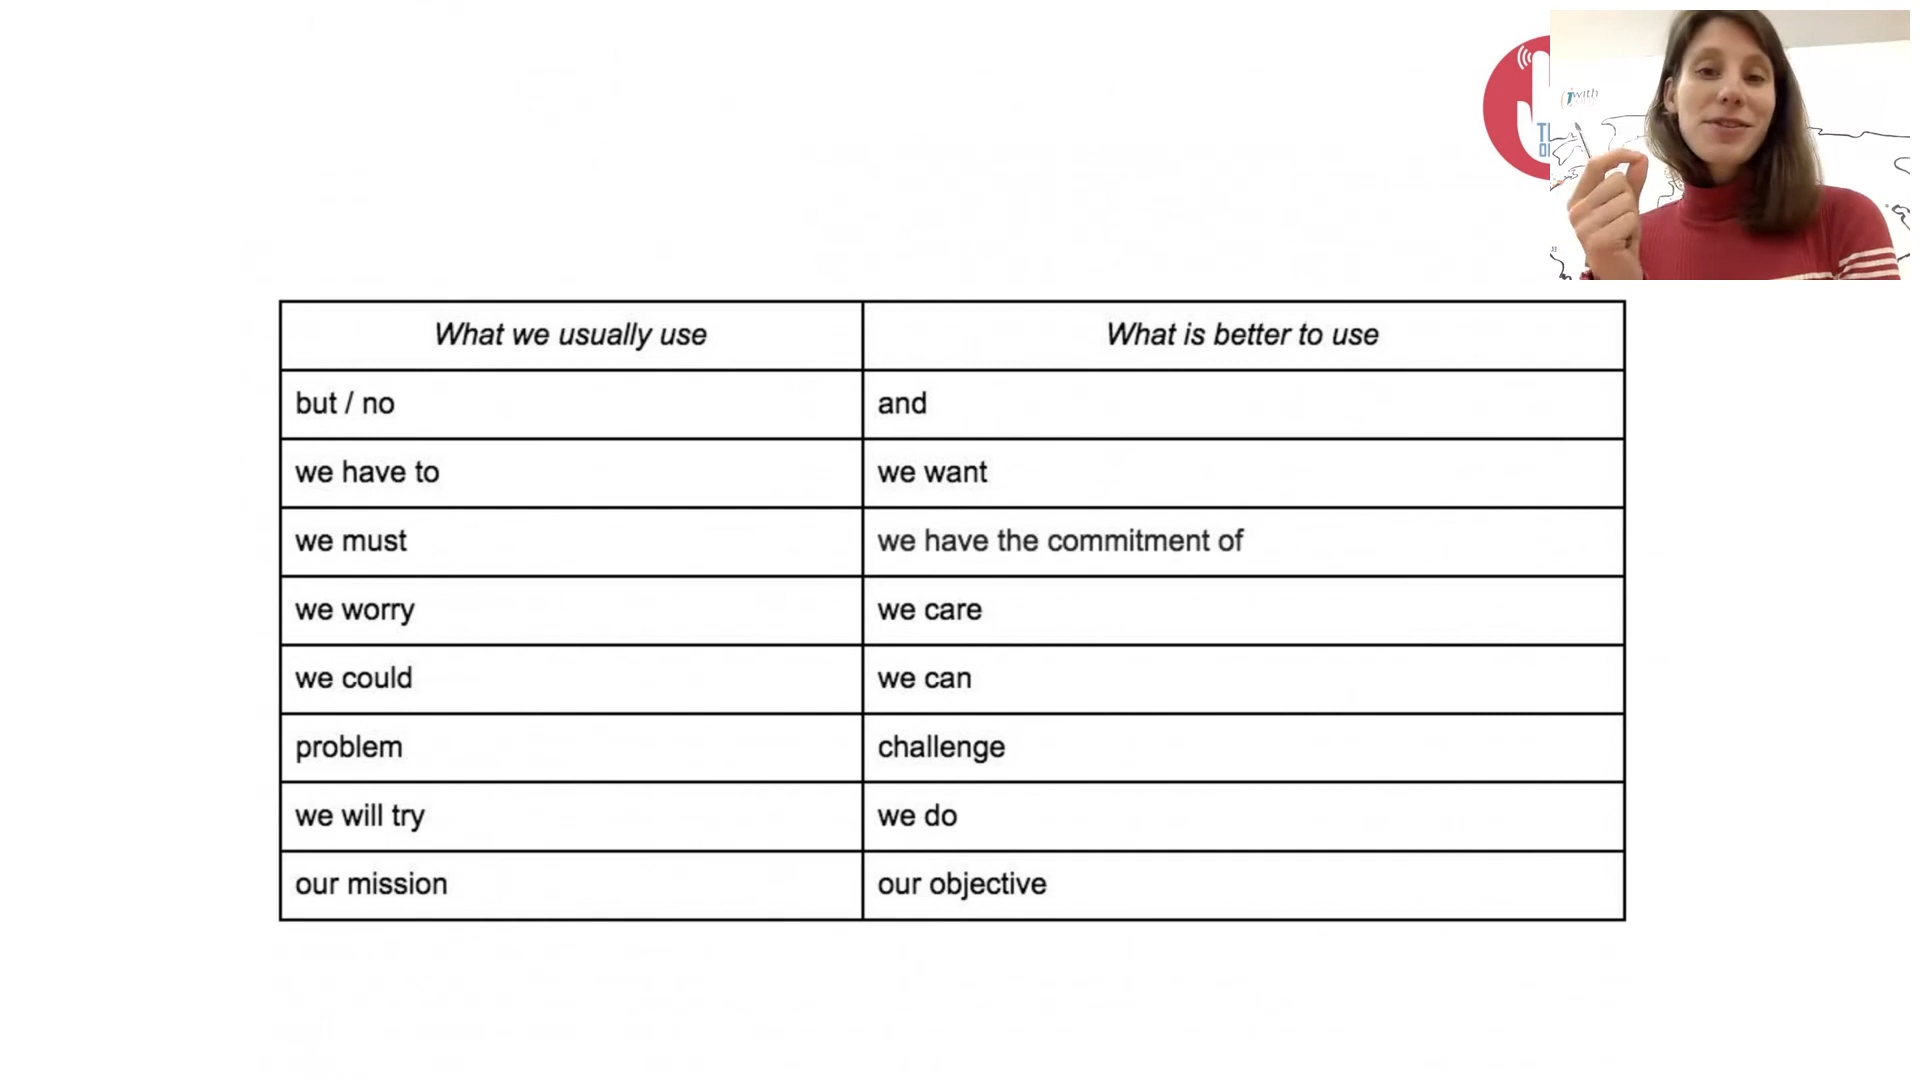 What we usually use
What is better to use
but / no
and
we have to
we want
we must
we have the commitment of
we worry
we care
we could
we can
problem
challenge
we will try
we do
our mission
our objective
with